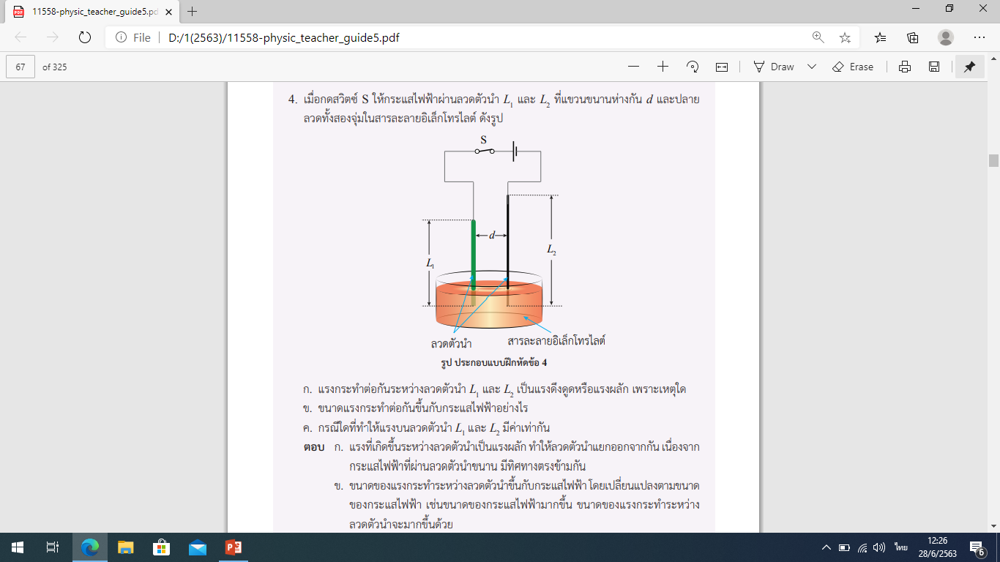 11558-physic_teacher_guide5.pd
File
D:/1(2563)/11558-physic_teacher_guide5.pdf
67
of 325
Draw
Erase
4. เมื่อกดสวิตซ์ S ให้กระแสไฟฟ้าผ่านลวดตัวนำ L1 และ L2 ที่แขวนขนานห่างกัน d และปลาย
ลวดทั้งสองจุ่มในสารละลายอิเล็กโทรไลต์ ดังรูป
S
d
L2
L1
ลวดตัวนำ
สารละลายอิเล็กโทรไลต์
รูป ประกอบแบบฝึกหัดข้อ 4
ก. แรงกระทำต่อกันระหว่างลวดตัวนำ L1 และ L2 เป็นแรงดึงดูดหรือแรงผลัก เพราะเหตุใด
ข. ขนาดแรงกระทำต่อกันขึ้นกับกระแสไฟฟ้าอย่างไร
ค. กรณีใดที่ทำให้แรงบนลวดตัวนำ L1 และ L2 มีค่าเท่ากัน
ตอบ ก. แรงที่เกิดขึ้นระหว่างลวดตัวนำเป็นแรงผลัก ทำให้ลวดตัวนำแยกออกจากกัน เนื่องจาก
กระแสไฟฟ้าที่ผ่านลวดตัวนำขนาน มีทิศทางตรงข้ามกัน
ข. ขนาดของแรงกระทำระหว่างลวดตัวนำขึ้นกับกระแสไฟฟ้า โดยเปลี่ยนแปลงตามขนาด
ของกระแสไฟฟ้า เช่นขนาดของกระแสไฟฟ้ามากขึ้น ขนาดของแรงกระทำระหว่าง
ลวดตัวนำจะมากขึ้นด้วย
ไทย
12:26
28/6/2563
6